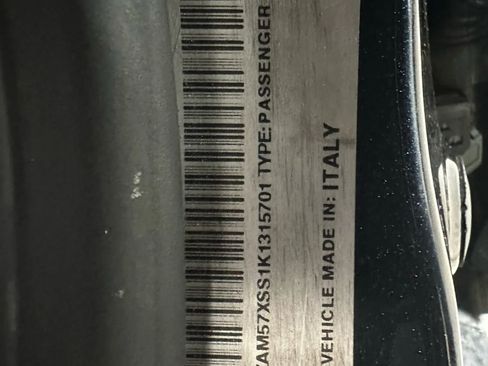 AM57XSS1K1315701 TYPE:PASSENGER
VEHICLE MADE IN: ITALY